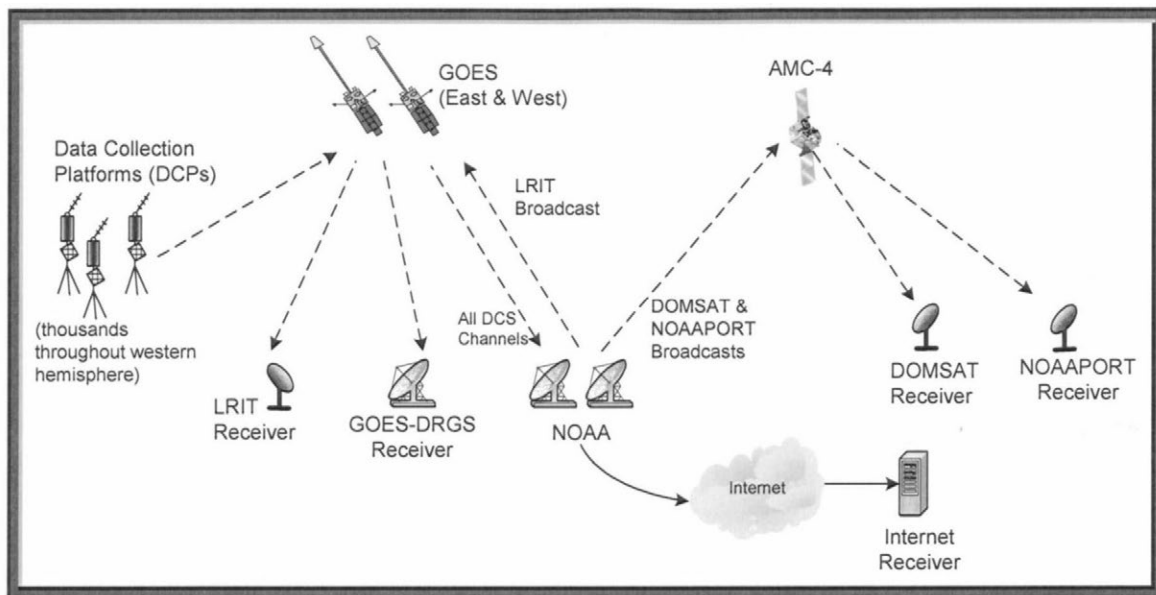 GOES
(East & West)
AMC-4
Data Collection
Platforms (DCPs)
LRIT
Broadcast
(thousands
throughout western
hemisphere)
All DCS
Channels
DOMSAT &
NOAAPORT
Broadcasts
LRIT
Receiver
GOES-DRGS
Receiver
NOAA
DOMSAT
Receiver
NOAAPORT
Receiver
Internet
Internet
Receiver